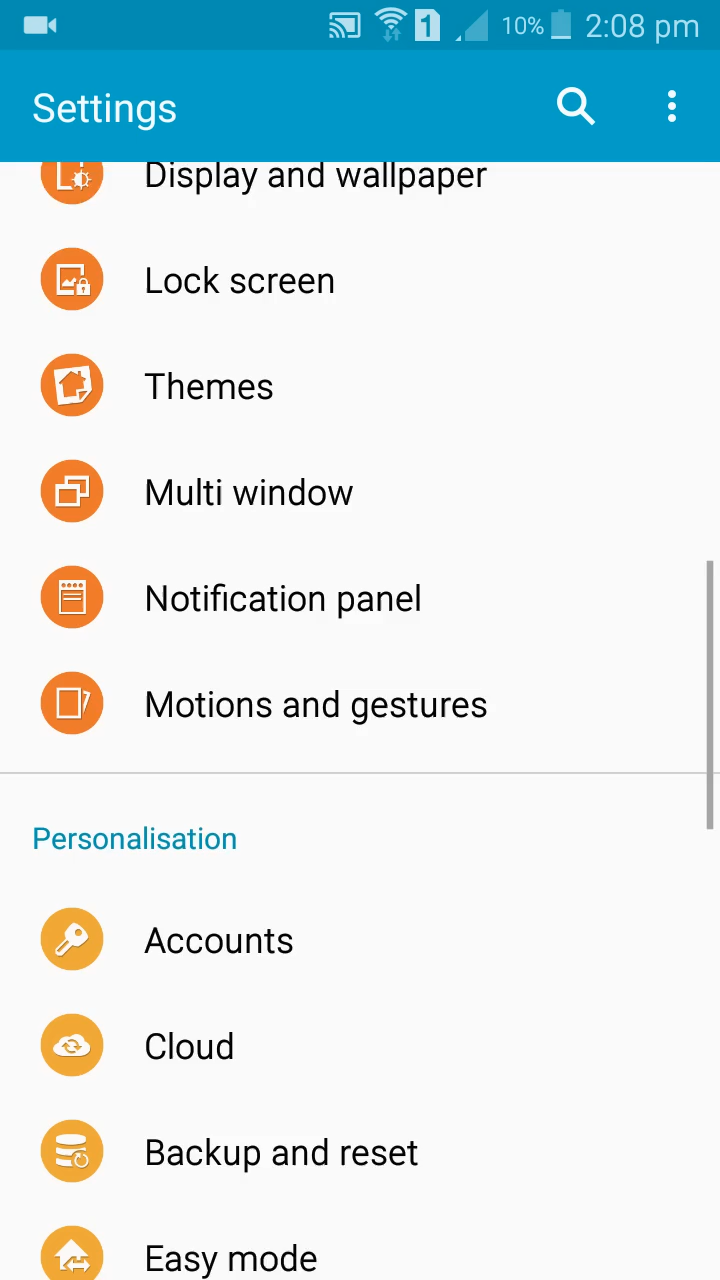 1 10% 2:08 pm
Settings
Display and wallpaper
Lock screen
Themes
Multi window
Notification panel
Motions and gestures
Personalisation
Accounts
Cloud
Backup and reset
Easy mode